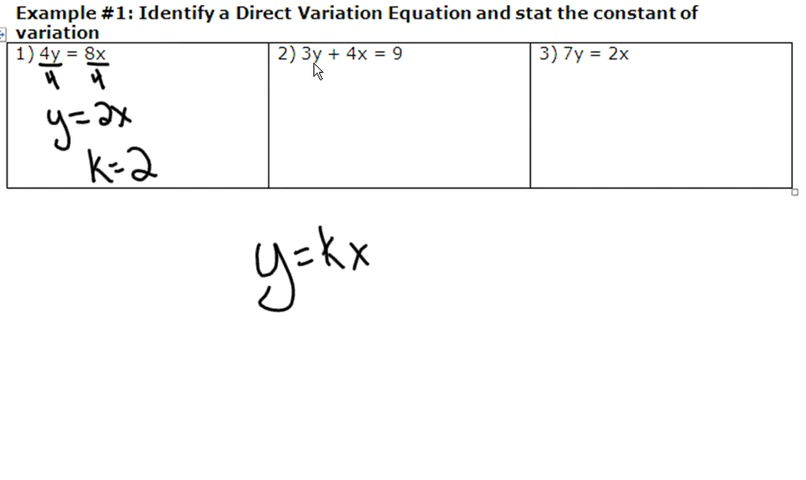 Example #1: Identify a Direct Variation Equation and stat the constant of
variation
1) 4y = 8x
4 4
y=2x
k=2
2) 3y + 4x = 9
3) 7y = 2x
y=kx